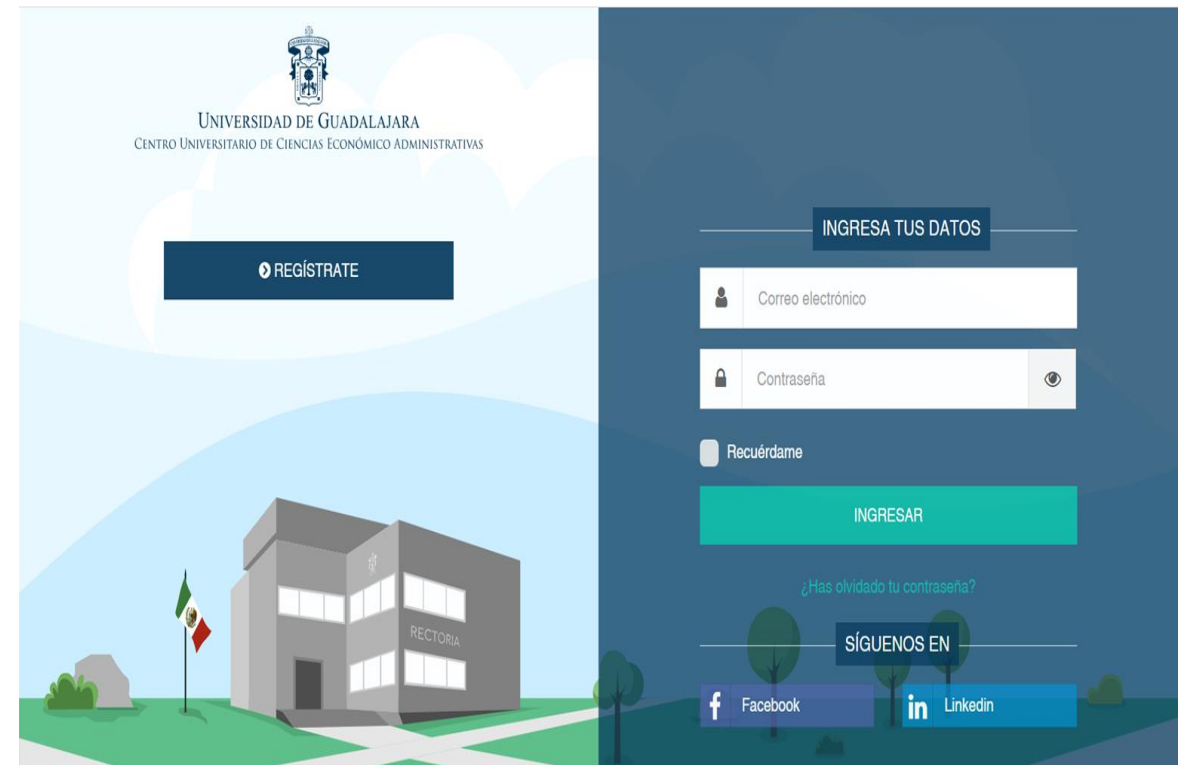 UNIVERSIDAD DE GUADALAJARA
CENTRO UNIVERSITARIO DE CIENCIAS ECONÓMICO ADMINISTRATIVAS
REGÍSTRATE
RECTORIA
INGRESA TUS DATOS
Correo electrónico
Contraseña
Recuérdame
INGRESAR
¿Has olvidado tu contraseña?
SÍGUENOS EN
Facebook
Linkedin